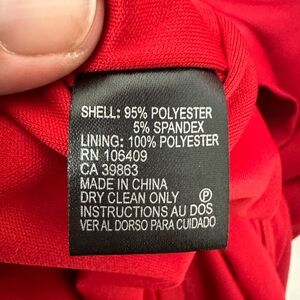 SHELL: 95% POLYESTER
5% SPANDEX
LINING: 100% POLYESTER
RN 106409
CA 39863
MADE IN CHINA
DRY CLEAN ONLY Ⓟ
INSTRUCTIONS AU DOS
VER AL DORSO PARA CUIDADO